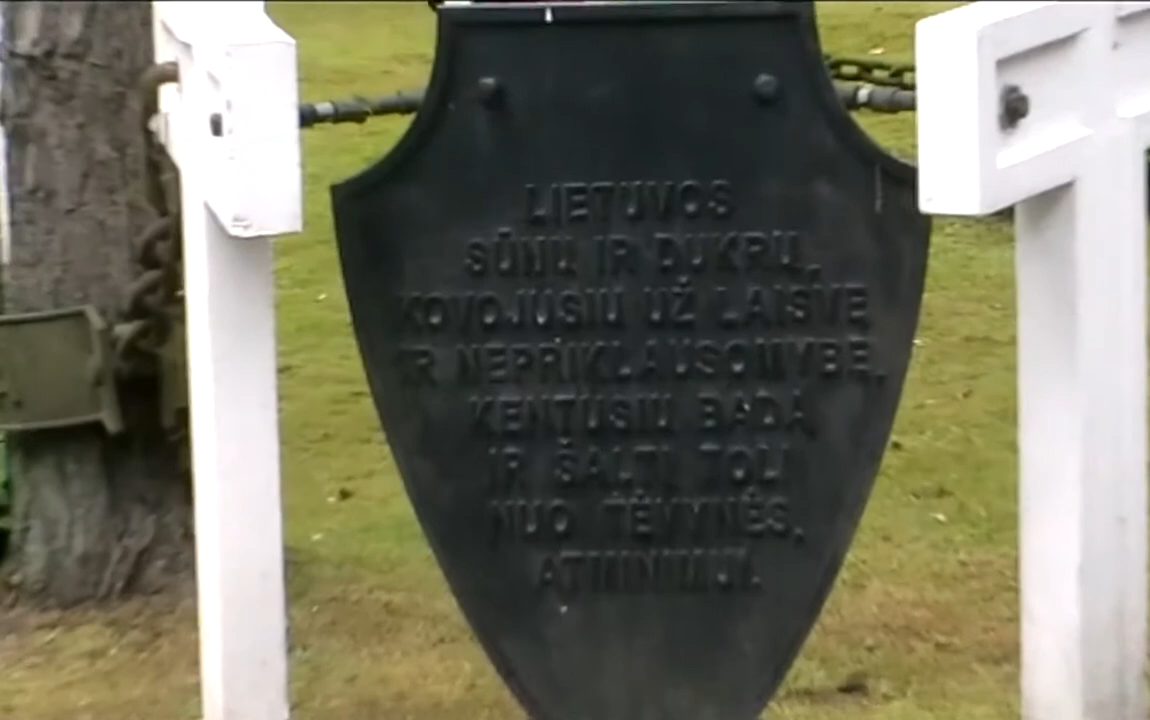 LIETUVOS
SŪNŲ IR DUKRŲ,
KOVOJUSIŲ UŽ LAISVĘ
IR NEPRIKLAUSOMYBĘ,
KENTUSIŲ BADĄ
IR ŠALTĮ TOLI
NUO TĖVYNĖS,
ATMINIMUI.